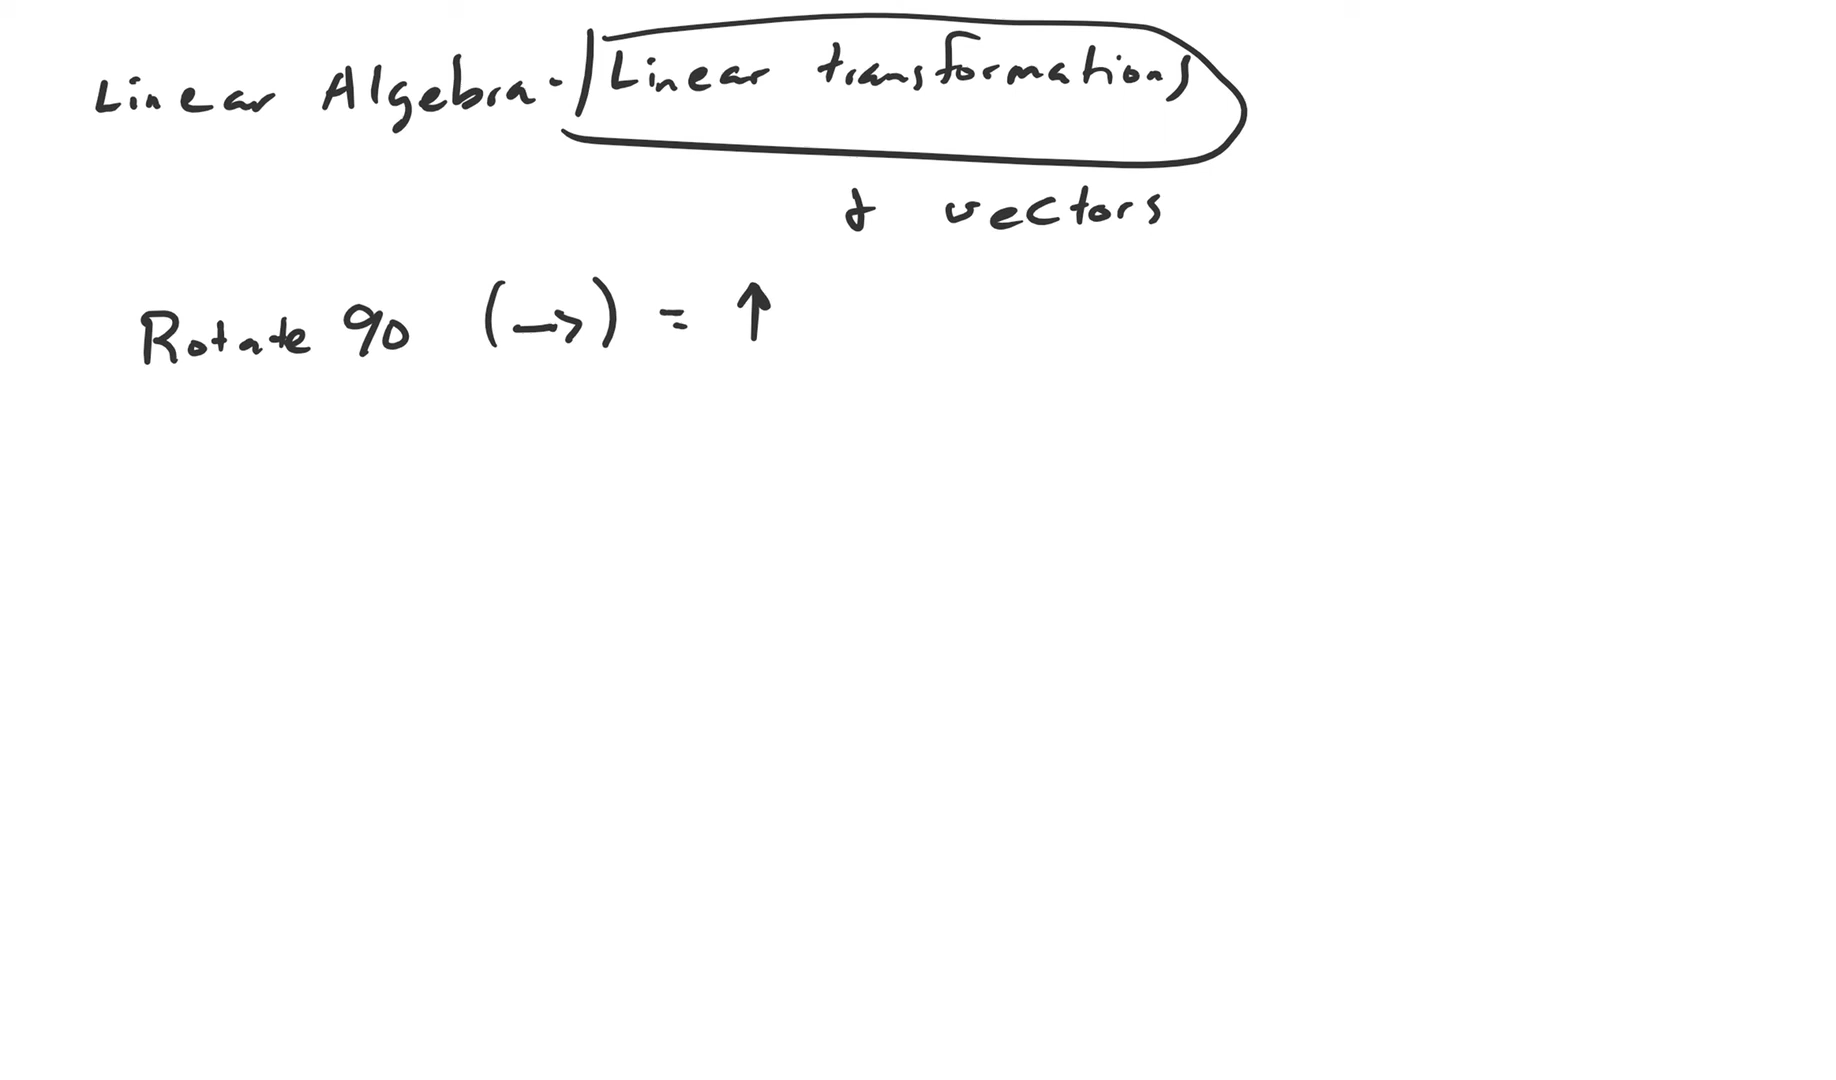 Linear Algebra - Linear transformations
& vectors
Rotate 90 (→) = ↑